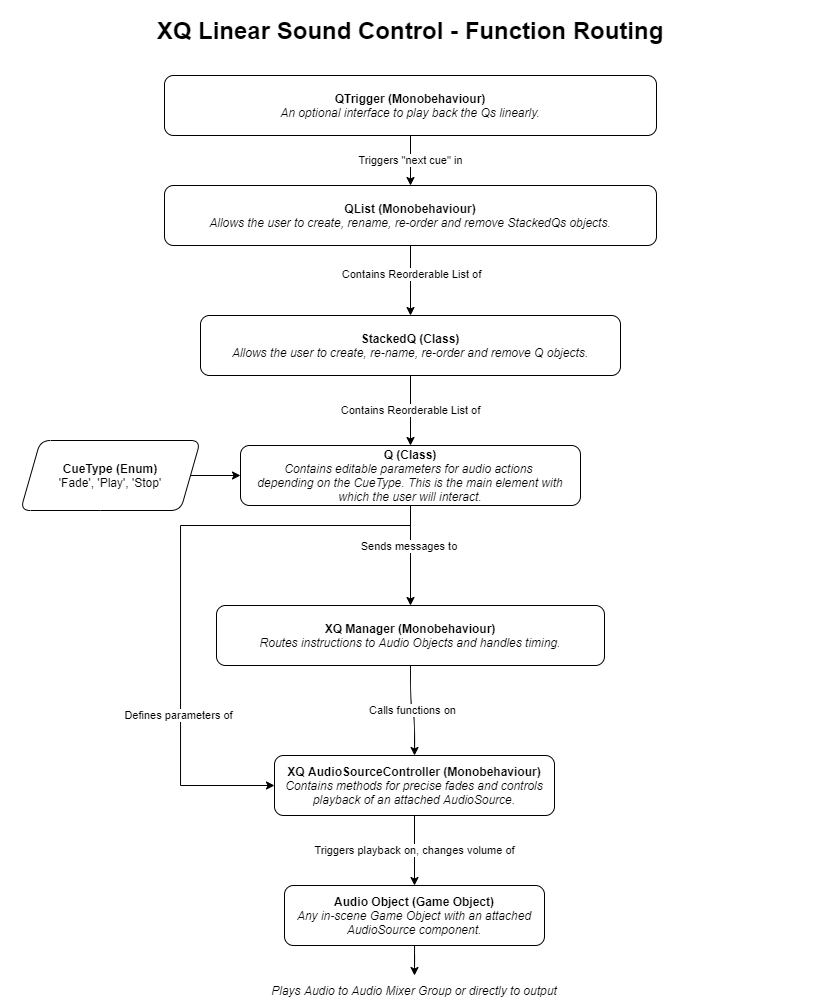 XQ Linear Sound Control - Function Routing
QTrigger (Monobehaviour)
An optional interface to play back the Qs linearly.
Triggers "next cue" in
QList (Monobehaviour)
Allows the user to create, rename, re-order and remove StackedQs objects.
Contains Reorderable List of
StackedQ (Class)
Allows the user to create, re-name, re-order and remove Q objects.
Contains Reorderable List of
CueType (Enum)
'Fade', 'Play', 'Stop'
Q (Class)
Contains editable parameters for audio actions
depending on the CueType. This is the main element with
which the user will interact.
Sends messages to
XQ Manager (Monobehaviour)
Routes instructions to Audio Objects and handles timing.
Defines parameters of
Calls functions on
XQ AudioSourceController (Monobehaviour)
Contains methods for precise fades and controls
playback of an attached AudioSource.
Triggers playback on, changes volume of
Audio Object (Game Object)
Any in-scene Game Object with an attached
AudioSource component.
Plays Audio to Audio Mixer Group or directly to output